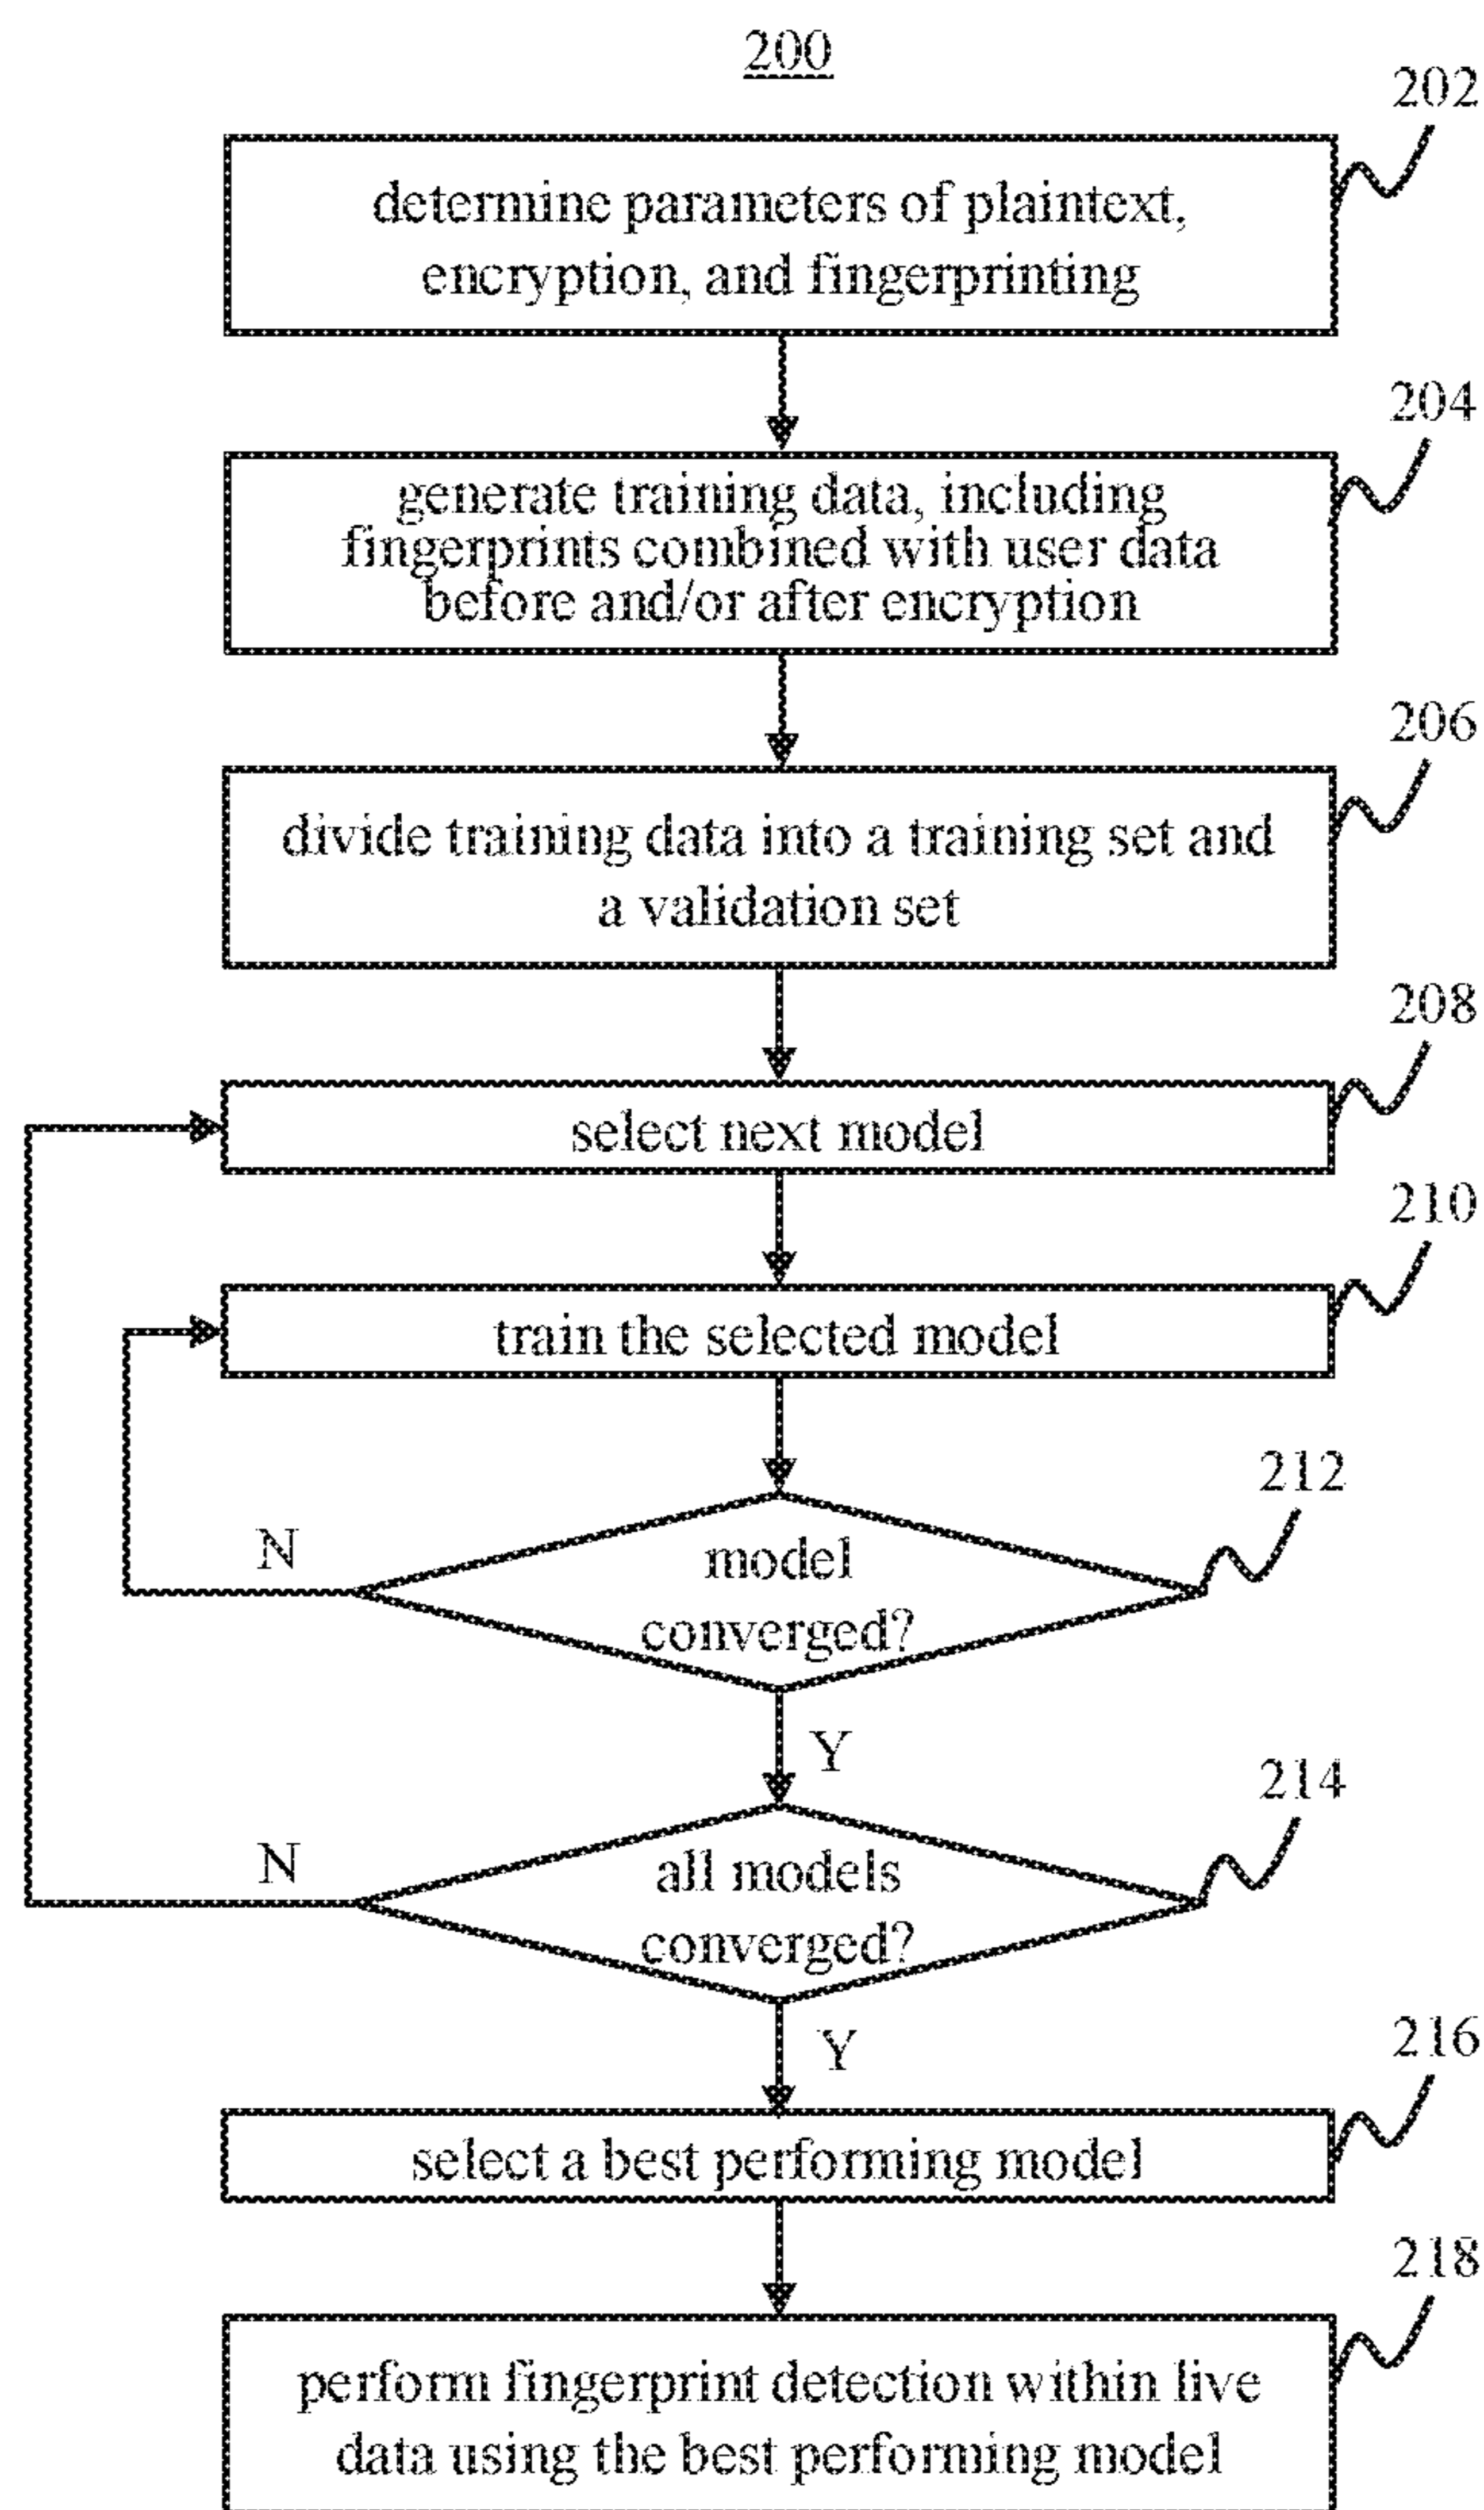 200
202
determine parameters of plaintext,
encryption, and fingerprinting
204
generate training data, including
fingerprints combined with user data
before and/or after encryption
206
divide training data into a training set and
a validation set
208
select next model
210
train the selected model
212
N
model
converged?
Y
214
N
all models
converged?
Y
216
select a best performing model
218
perform fingerprint detection within live
data using the best performing model